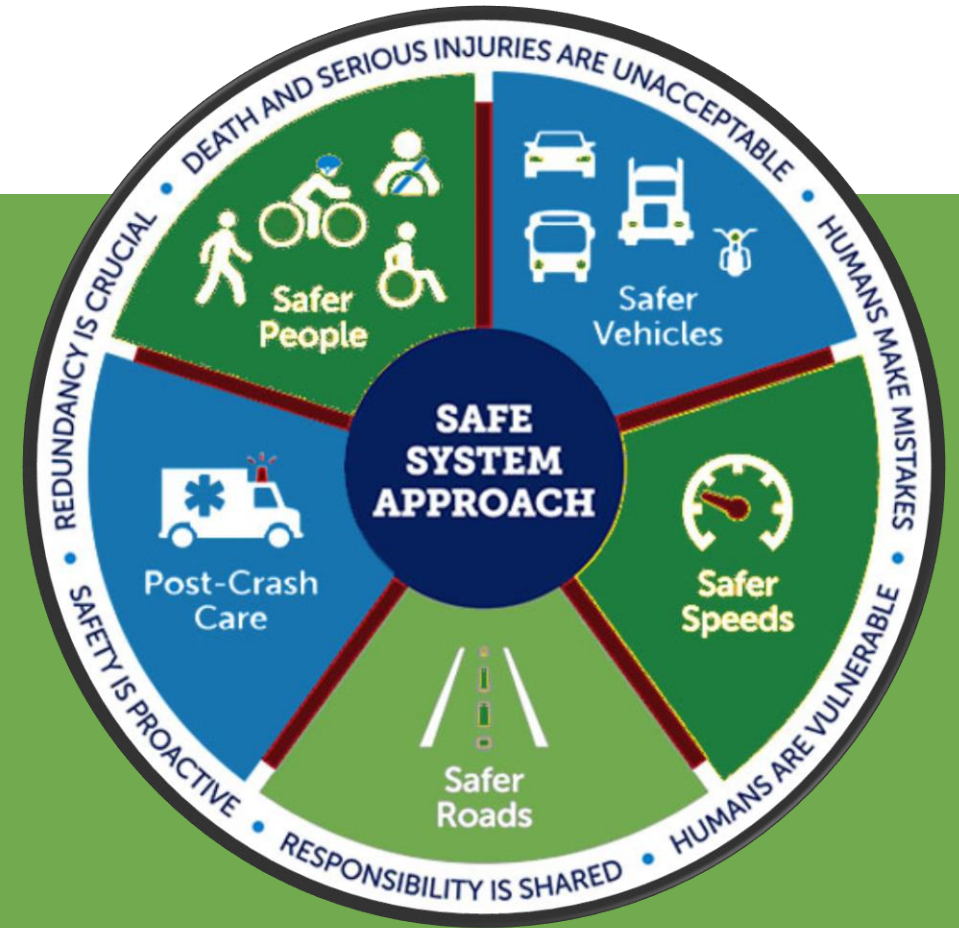 DEATH AND SERIOUS INJURIES ARE UNACCEPTABLE
HUMANS MAKE MISTAKES
HUMANS ARE VULNERABLE
RESPONSIBILITY IS SHARED
SAFETY IS PROACTIVE
REDUNDANCY IS CRUCIAL
Safer
People
Safer
Vehicles
SAFE
SYSTEM
APPROACH
Post-Crash
Care
Safer
Speeds
Safer
Roads